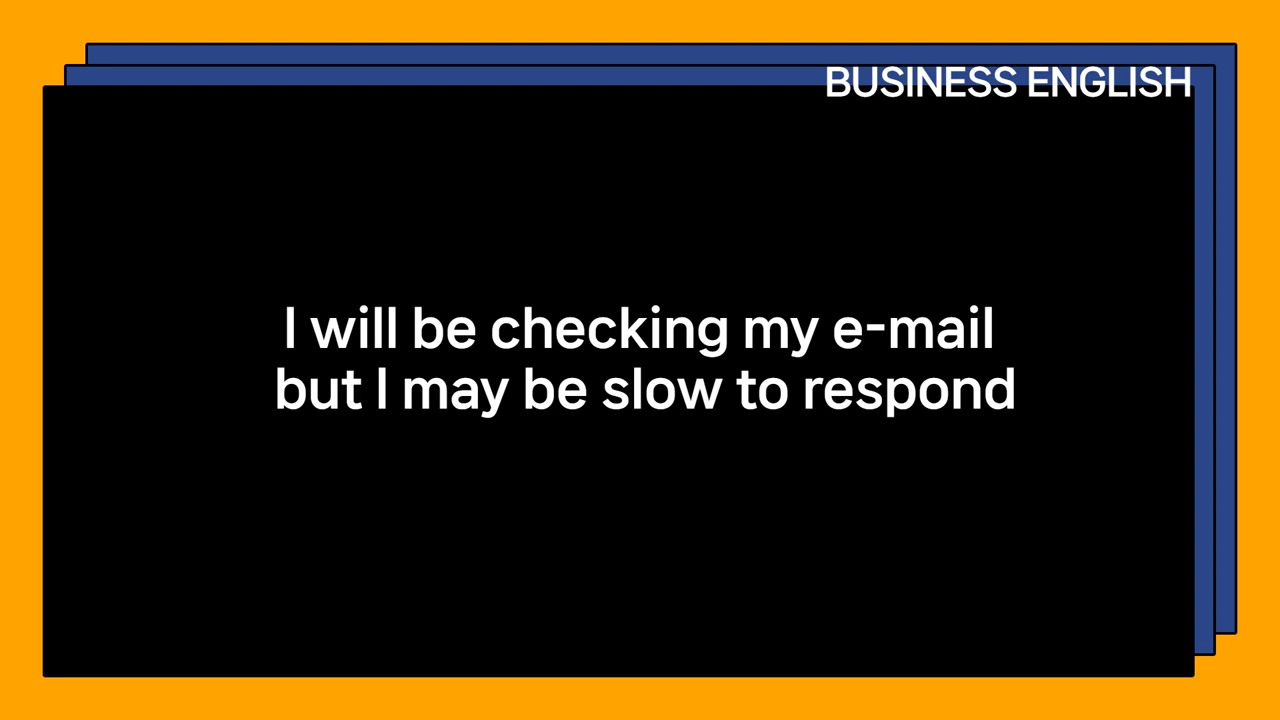 BUSINESS ENGLISH
I will be checking my e-mail
but I may be slow to respond